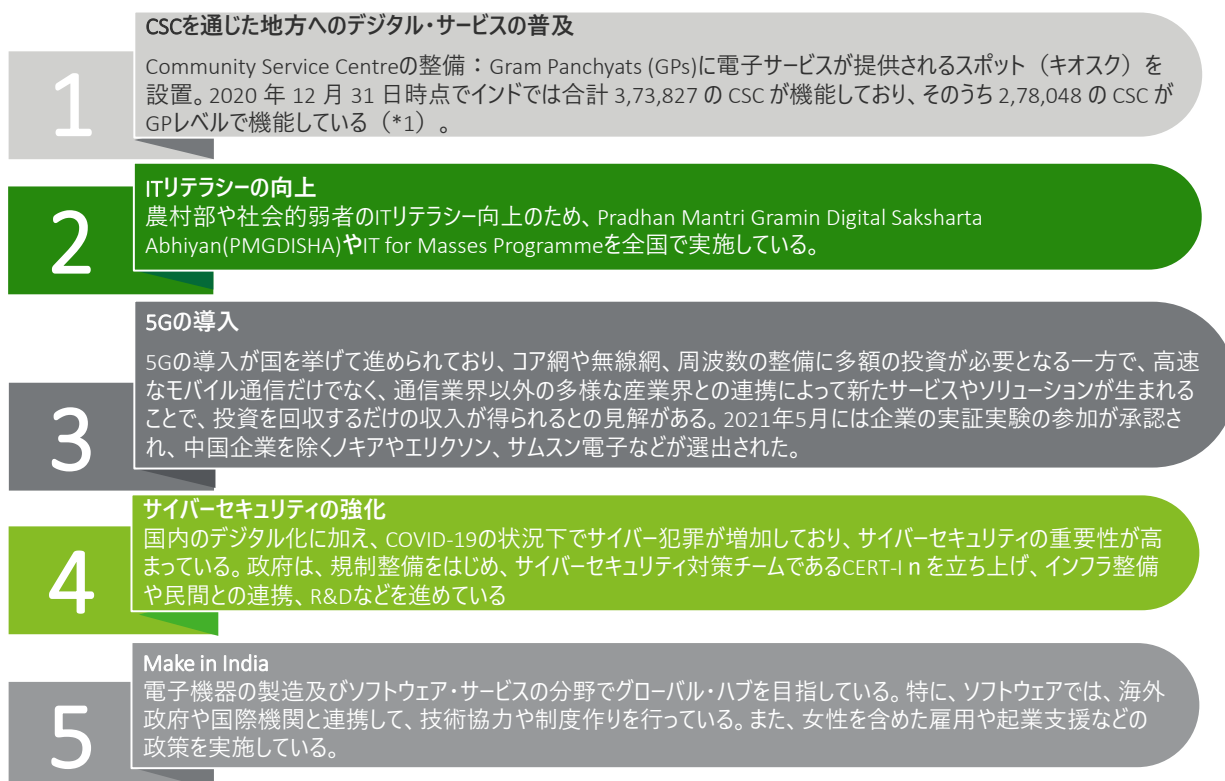 CSCを通じた地方へのデジタル・サービスの普及
1
Community Service Centreの整備：Gram Panchyats (GPs)に電子サービスが提供されるスポット（キオスク）を
設置。2020 年 12 月 31 日時点でインドでは合計 3,73,827 の CSC が機能しており、そのうち 2,78,048 の CSC が
GPレベルで機能している（*1）。
2
ITリテラシーの向上
農村部や社会的弱者のITリテラシー向上のため、Pradhan Mantri Gramin Digital Saksharta
Abhiyan(PMGDISHA)やIT for Masses Programmeを全国で実施している。
3
5Gの導入
5Gの導入が国を挙げて進められており、コア網や無線網、周波数の整備に多額の投資が必要となる一方で、高速
なモバイル通信だけでなく、通信業界以外の多様な産業界との連携によって新たサービスやソリューションが生まれる
ことで、投資を回収するだけの収入が得られるとの見解がある。2021年5月には企業の実証実験の参加が承認さ
れ、中国企業を除くノキアやエリクソン、サムスン電子などが選出された。
4
サイバーセキュリティの強化
国内のデジタル化に加え、COVID-19の状況下でサイバー犯罪が増加しており、サイバーセキュリティの重要性が高
まっている。政府は、規制整備をはじめ、サイバーセキュリティ対策チームであるCERT-Iｎを立ち上げ、インフラ整備
や民間との連携、R&Dなどを進めている
5
Make in India
電子機器の製造及びソフトウェア・サービスの分野でグローバル・ハブを目指している。特に、ソフトウェアでは、海外
政府や国際機関と連携して、技術協力や制度作りを行っている。また、女性を含めた雇用や起業支援などの
政策を実施している。